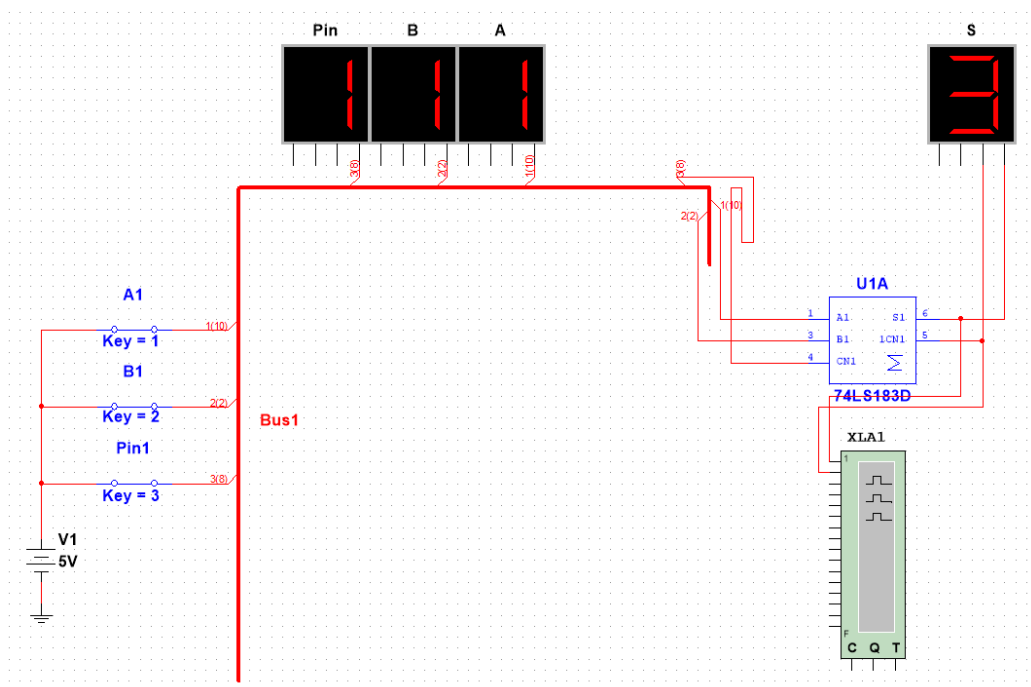 Pin B A S
1 1 1 3
3(8) 2(2) 1(10) 3(8)
2(2) 1(10)
U1A
A1
1 A1 S1 6
1(10)
Key = 1
3 B1 1CN1 5
4 CN1 Σ
B1
74LS183D
2(2)
Key = 2
Bus1
XLA1
Pin1
1
3(8)
Key = 3
V1
5V
F
C Q T